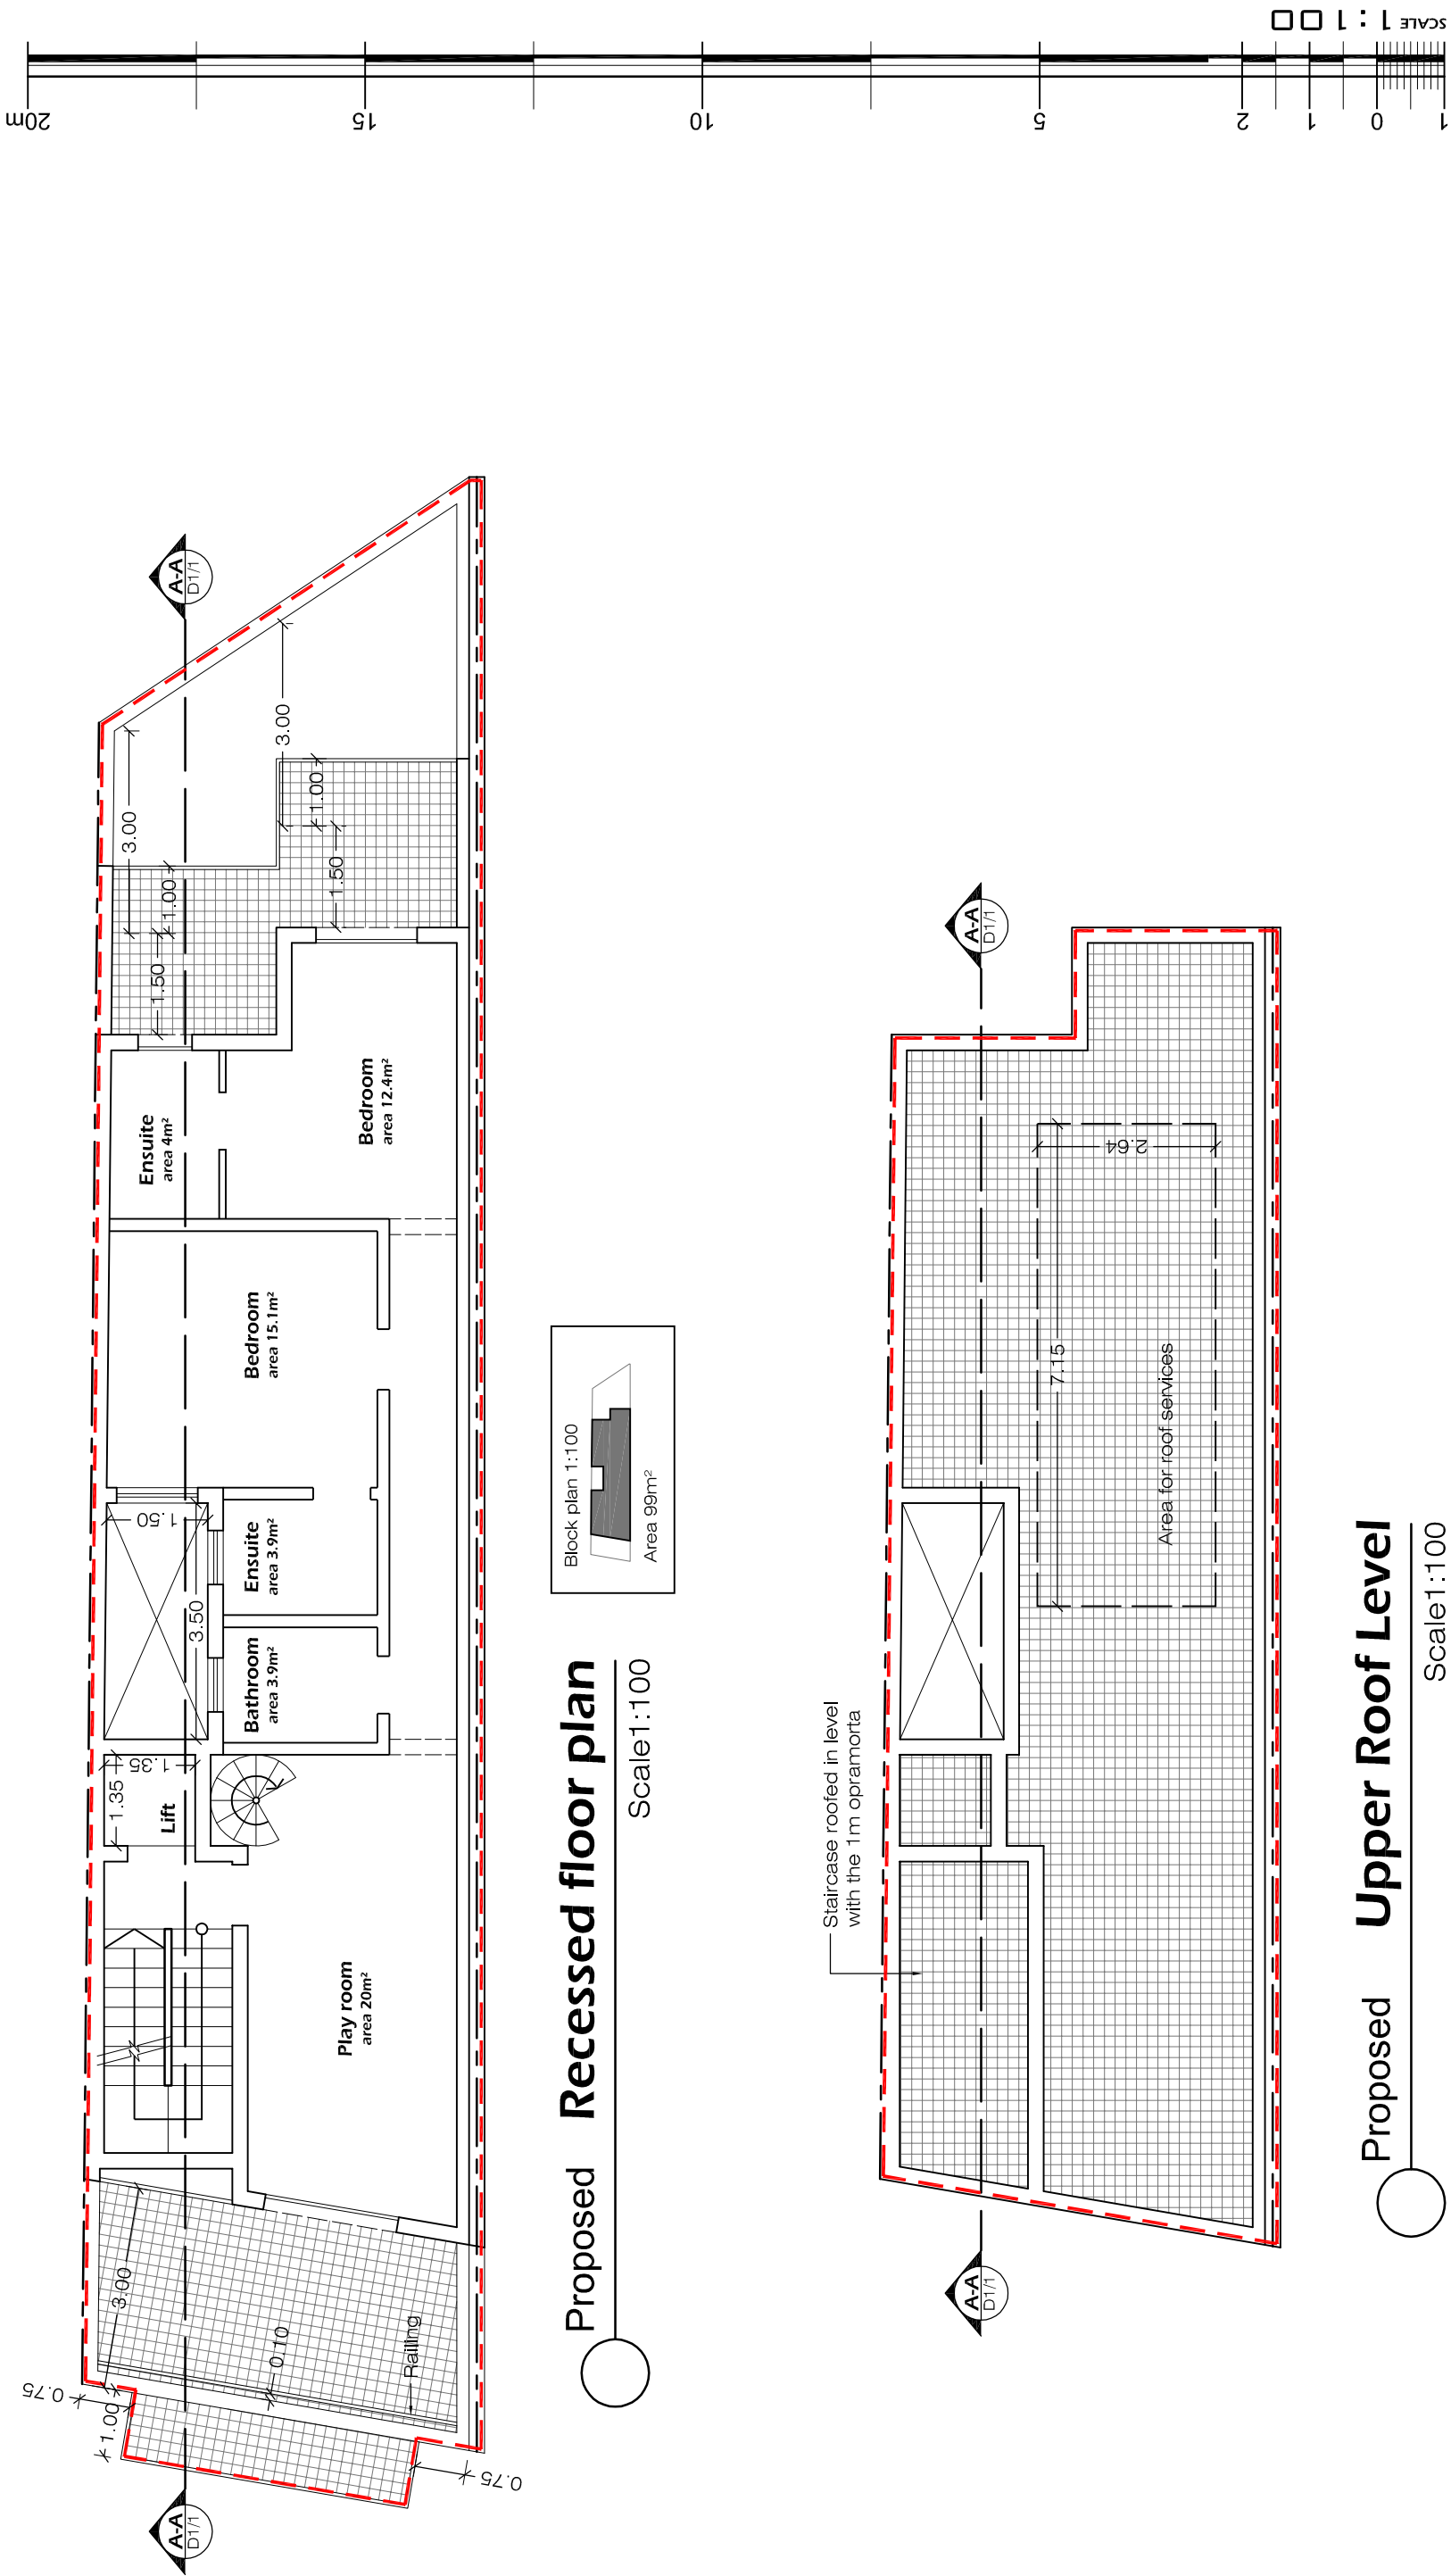 A-A
D1/1
3.00
3.00
1.00
1.00
1.50
1.50
Ensuite
area 4m²
Bedroom
area 12.4m²
Bedroom
area 15.1m²
1.50
3.50
Ensuite
area 3.9m²
Bathroom
area 3.9m²
1.35
1.35
Lift
Play room
area 20m²
3.00
0.10
Railing
0.75
1.00
0.75
A-A
D1/1
Block plan 1:100
Area 99m²
Proposed Recessed floor plan
Scale1:100
A-A
D1/1
2.64
7.15
Area for roof services
Staircase roofed in level
with the 1m opramorta
A-A
D1/1
Proposed Upper Roof Level
Scale1:100
20m 15 10 5 2 1 0 1
SCALE 1:100